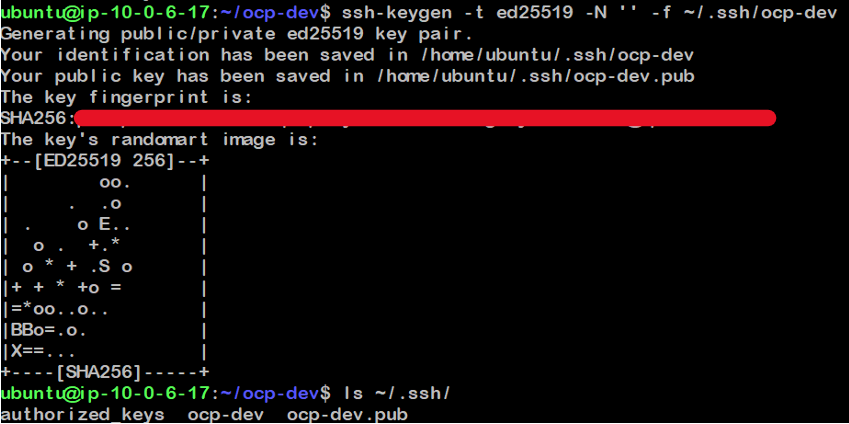 ubuntu@ip-10-0-6-17:~/ocp-dev$ ssh-keygen -t ed25519 -N '' -f ~/.ssh/ocp-dev
Generating public/private ed25519 key pair.
Your identification has been saved in /home/ubuntu/.ssh/ocp-dev
Your public key has been saved in /home/ubuntu/.ssh/ocp-dev.pub
The key fingerprint is:
SHA256:
The key's randomart image is:
+--[ED25519 256]--+
|        oo.      |
|     .  .o       |
| .    o E..      |
|  o .  +.*       |
| o * + .S o      |
|+ + * +o =       |
|=*oo..o..        |
|BBo=.o.          |
|X==...           |
+----[SHA256]-----+
ubuntu@ip-10-0-6-17:~/ocp-dev$ ls ~/.ssh/
authorized_keys  ocp-dev  ocp-dev.pub